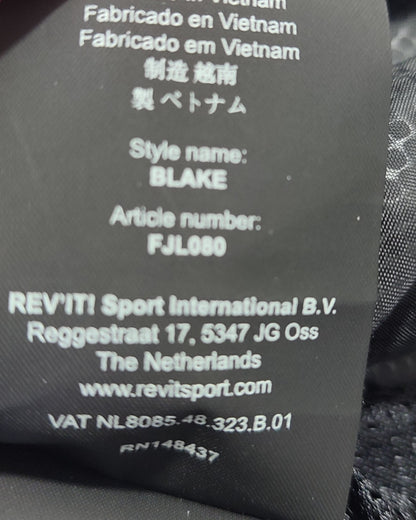 in Vietnam
Fabricado en Vietnam
Fabricado em Vietnam
制造 越南
製 ベトナム
Style name:
BLAKE
Article number:
FJL080
REV'IT! Sport International B.V.
Reggestraat 17, 5347 JG Oss
The Netherlands
www.revitsport.com
VAT NL8085.48.323.B.01
RN148437